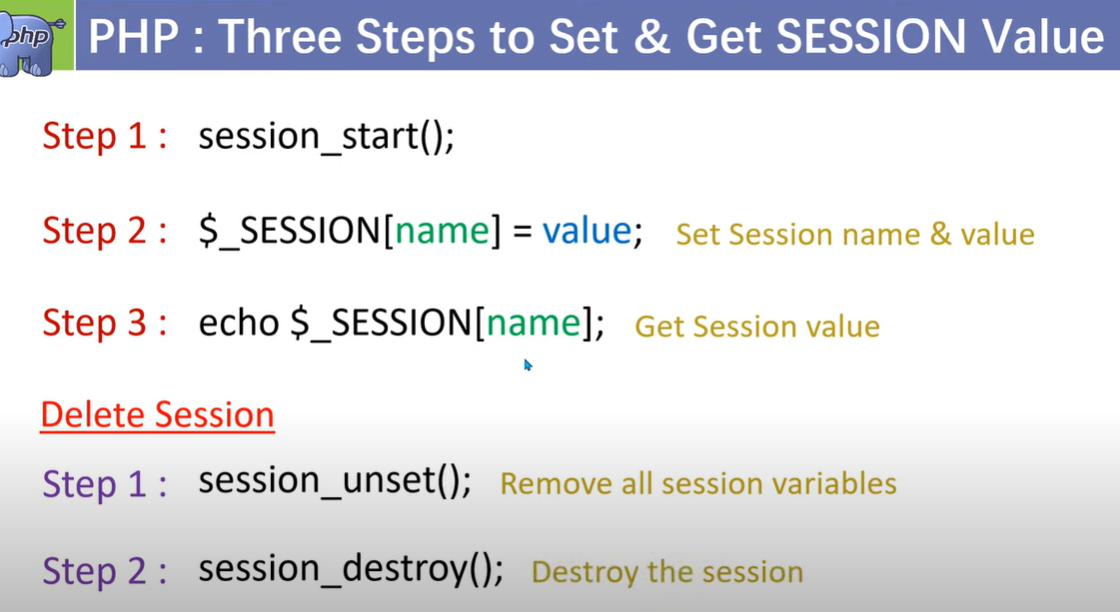 php
PHP : Three Steps to Set & Get SESSION Value
Step 1 : session_start();
Step 2 : $_SESSION[name] = value; Set Session name & value
Step 3 : echo $_SESSION[name]; Get Session value
Delete Session
Step 1 : session_unset(); Remove all session variables
Step 2 : session_destroy(); Destroy the session